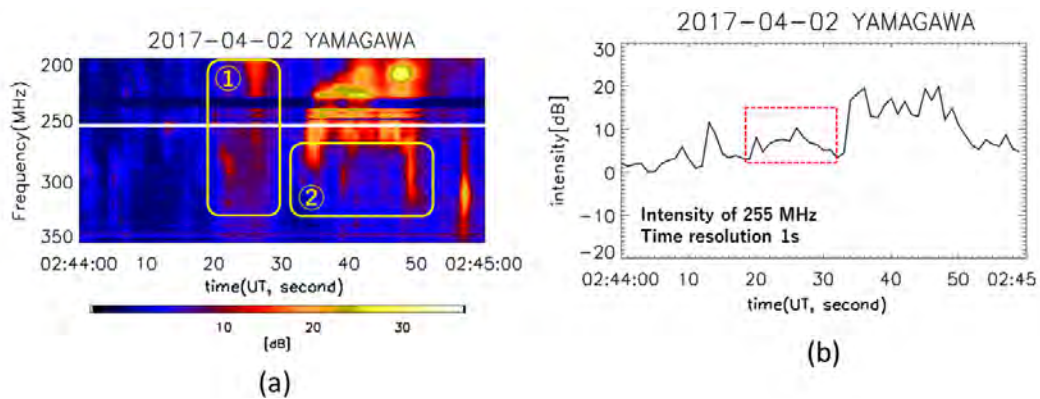 2017-04-02 YAMAGAWA
Frequency(MHz)
200
250
300
350
①
②
02:44:00 10 20 30 40 50 02:45:00
time(UT, second)
10 20 30
[dB]
(a)
2017-04-02 YAMAGAWA
intensity[dB]
30
20
10
0
-10
-20
Intensity of 255 MHz
Time resolution 1s
02:44:00 10 20 30 40 50 02:45
time(UT, second)
(b)